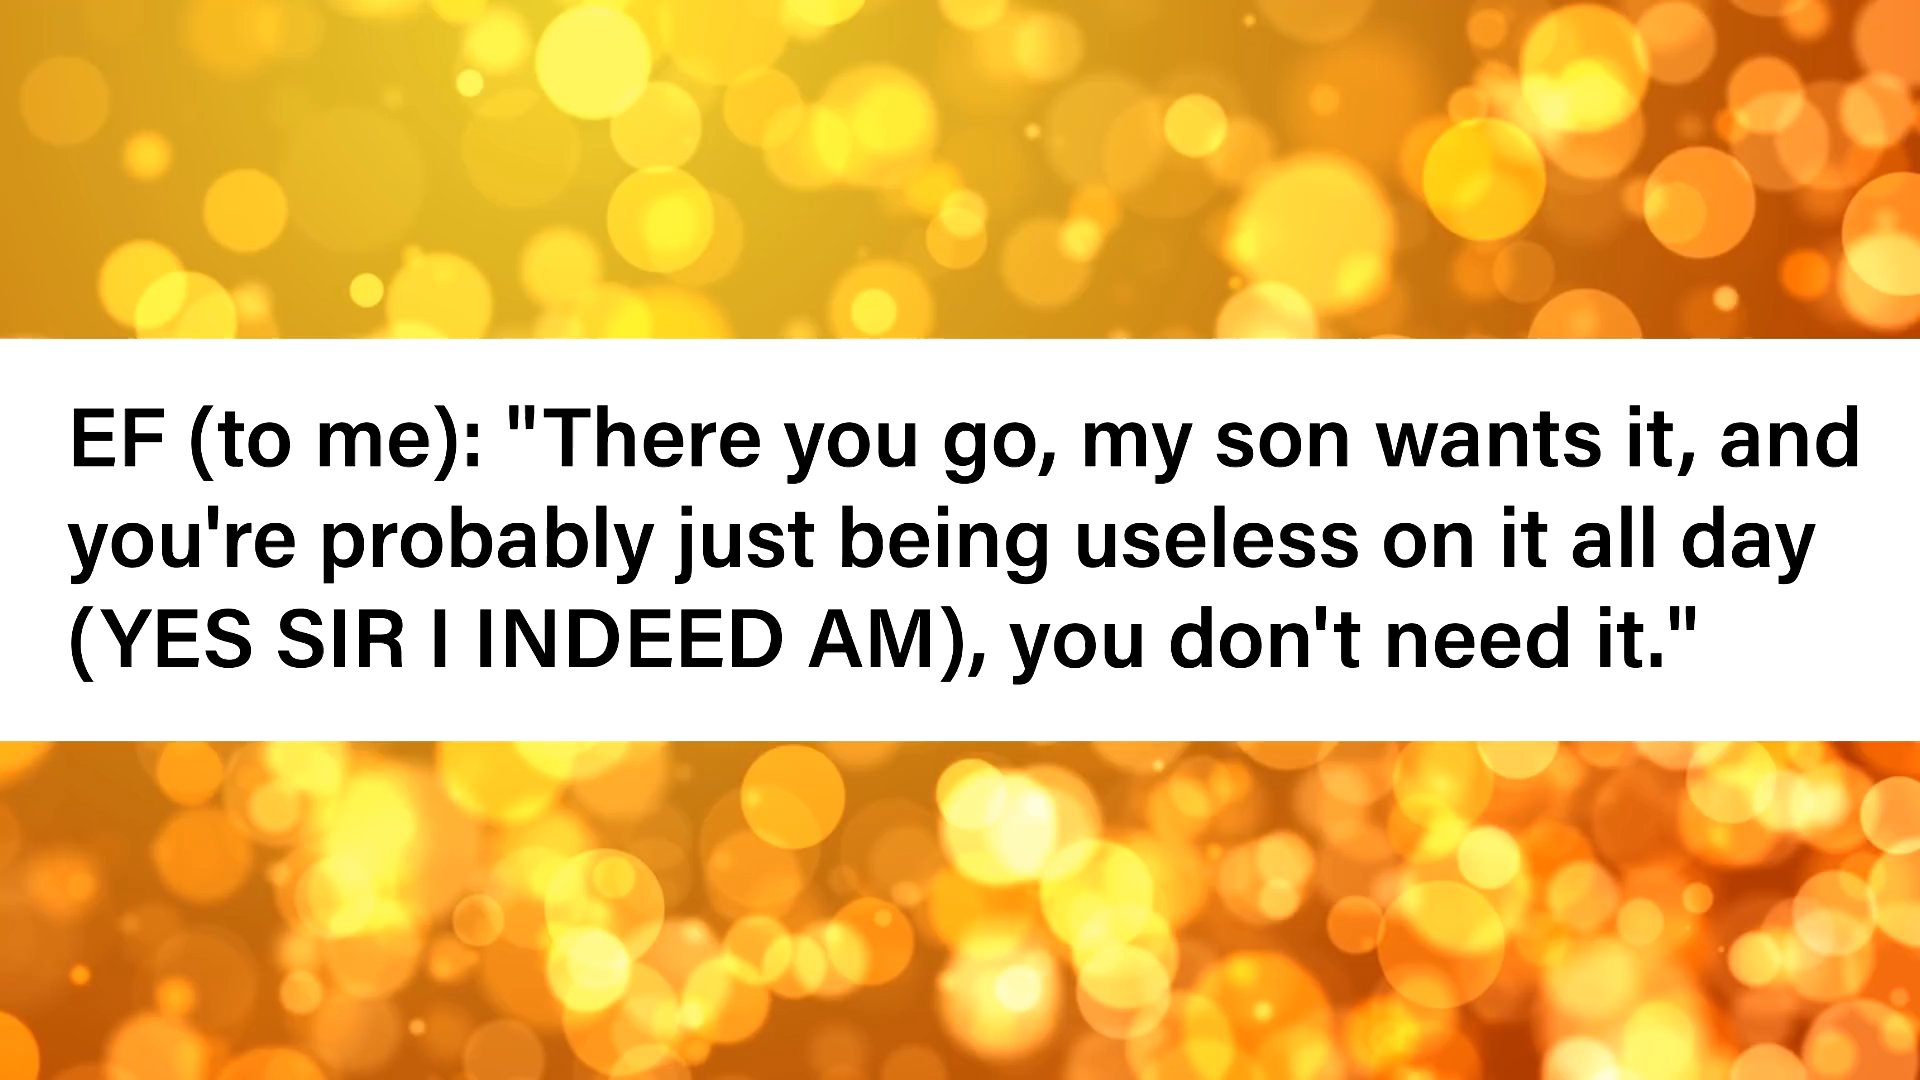 EF (to me): "There you go, my son wants it, and
you're probably just being useless on it all day
(YES SIR I INDEED AM), you don't need it."